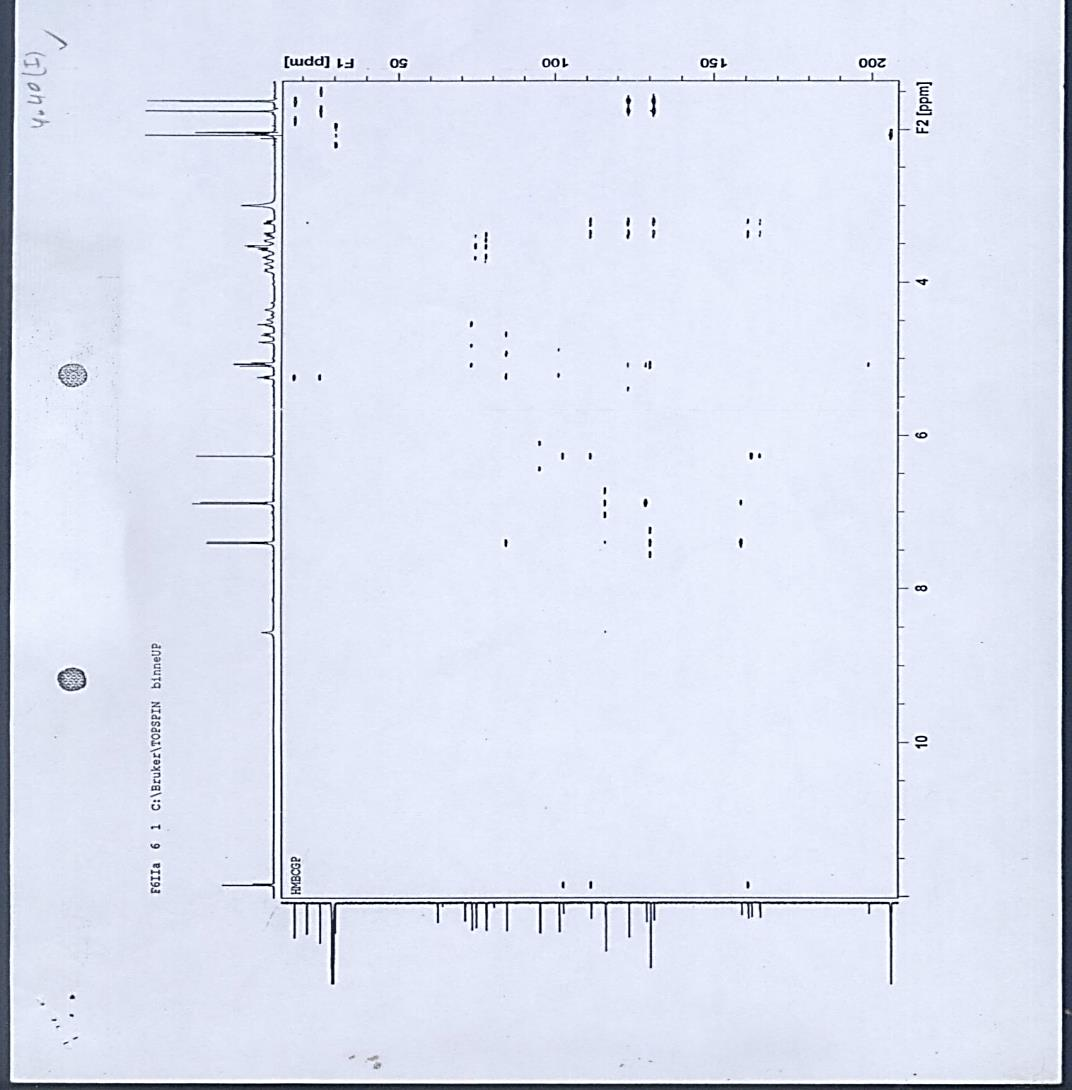 4.40(I) ✓
F6IIa 6 1 C:\Bruker\TOPSPIN binneUP
F1 [ppm] 50 100 150 200
F2 [ppm]
4
6
8
10
HMBCGP